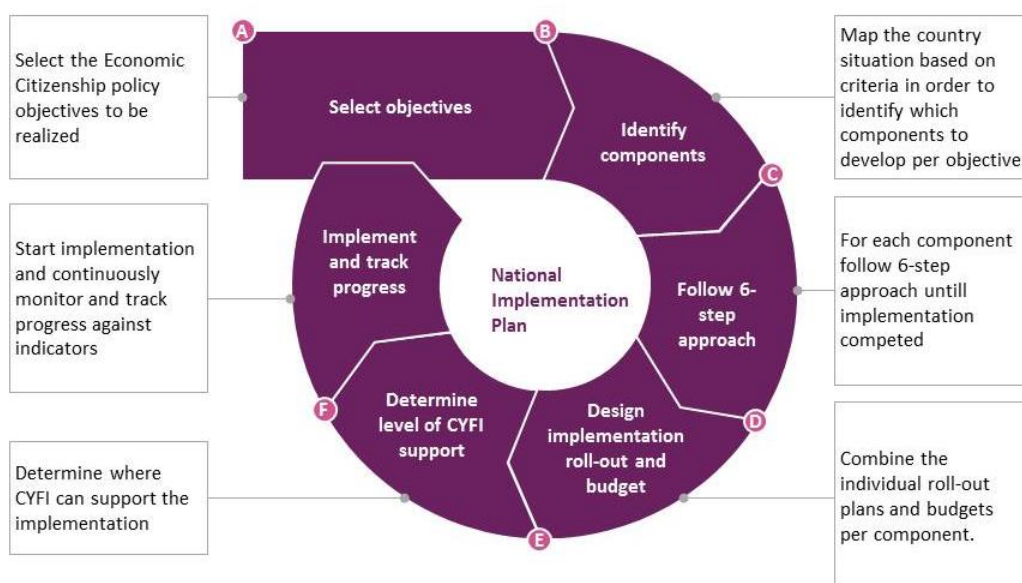 A
Select the Economic
Citizenship policy
objectives to be
realized
Select objectives
B
Identify
components
Map the country
situation based on
criteria in order to
identify which
components to
develop per objective
C
Follow 6-
step
approach
For each component
follow 6-step
approach untill
implementation
competed
D
Design
implementation
roll-out and
budget
Combine the
individual roll-out
plans and budgets
per component.
E
Determine
level of CYFI
support
Determine where
CYFI can support the
implementation
F
Implement
and track
progress
Start implementation
and continuously
monitor and track
progress against
indicators
National
Implementation
Plan